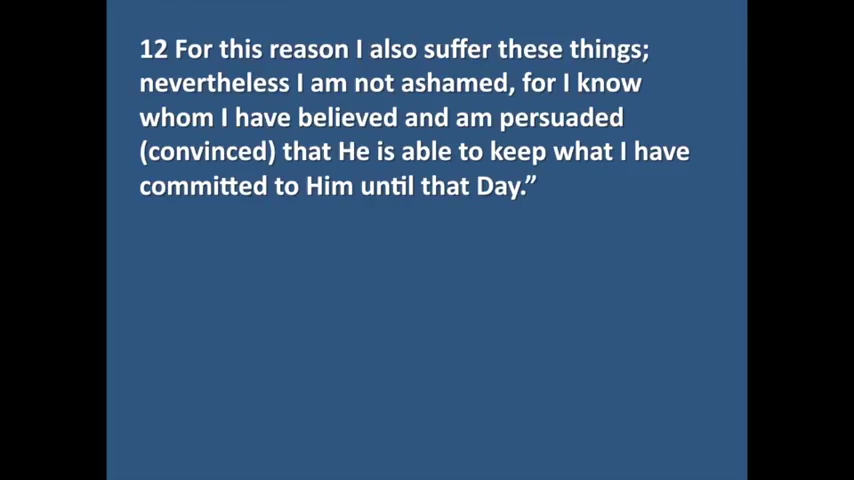 12 For this reason I also suffer these things;
nevertheless I am not ashamed, for I know
whom I have believed and am persuaded
(convinced) that He is able to keep what I have
committed to Him until that Day.”